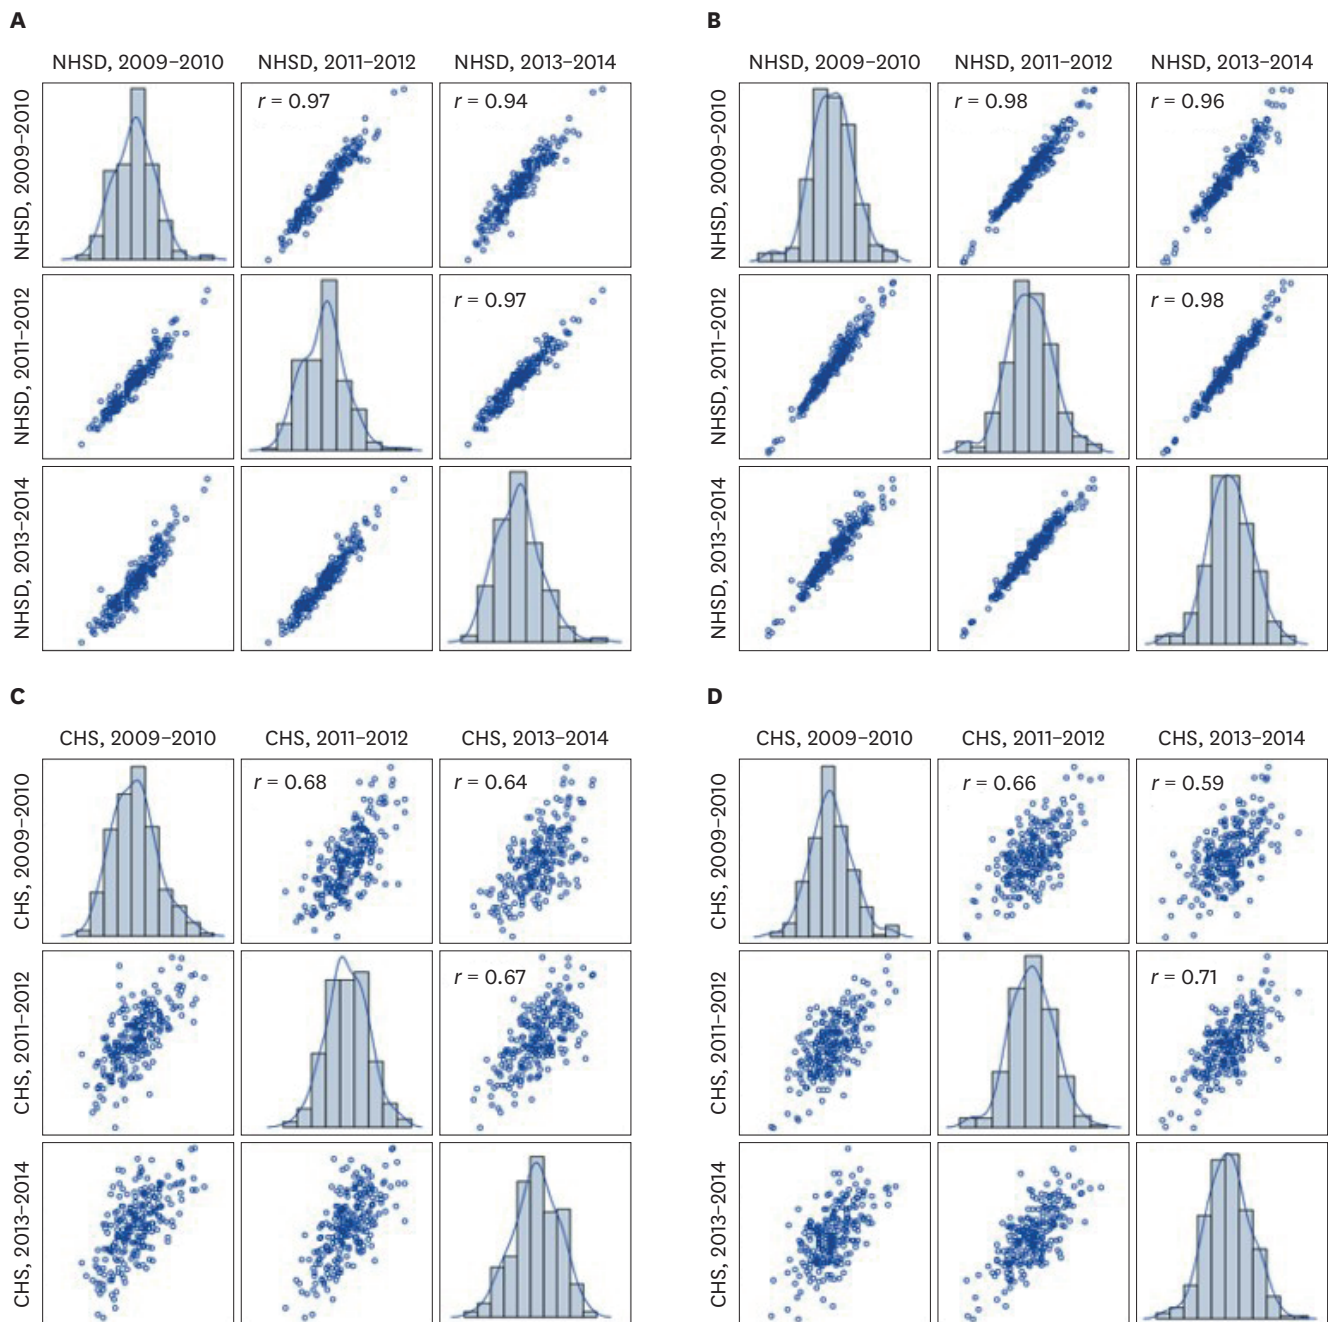 A
NHSD, 2009–2010 NHSD, 2011–2012 NHSD, 2013–2014
NHSD, 2009–2010
r = 0.97
r = 0.94
NHSD, 2011–2012
r = 0.97
NHSD, 2013–2014
B
NHSD, 2009–2010 NHSD, 2011–2012 NHSD, 2013–2014
NHSD, 2009–2010
r = 0.98
r = 0.96
NHSD, 2011–2012
r = 0.98
NHSD, 2013–2014
C
CHS, 2009–2010 CHS, 2011–2012 CHS, 2013–2014
CHS, 2009–2010
r = 0.68
r = 0.64
CHS, 2011–2012
r = 0.67
CHS, 2013–2014
D
CHS, 2009–2010 CHS, 2011–2012 CHS, 2013–2014
CHS, 2009–2010
r = 0.66
r = 0.59
CHS, 2011–2012
r = 0.71
CHS, 2013–2014